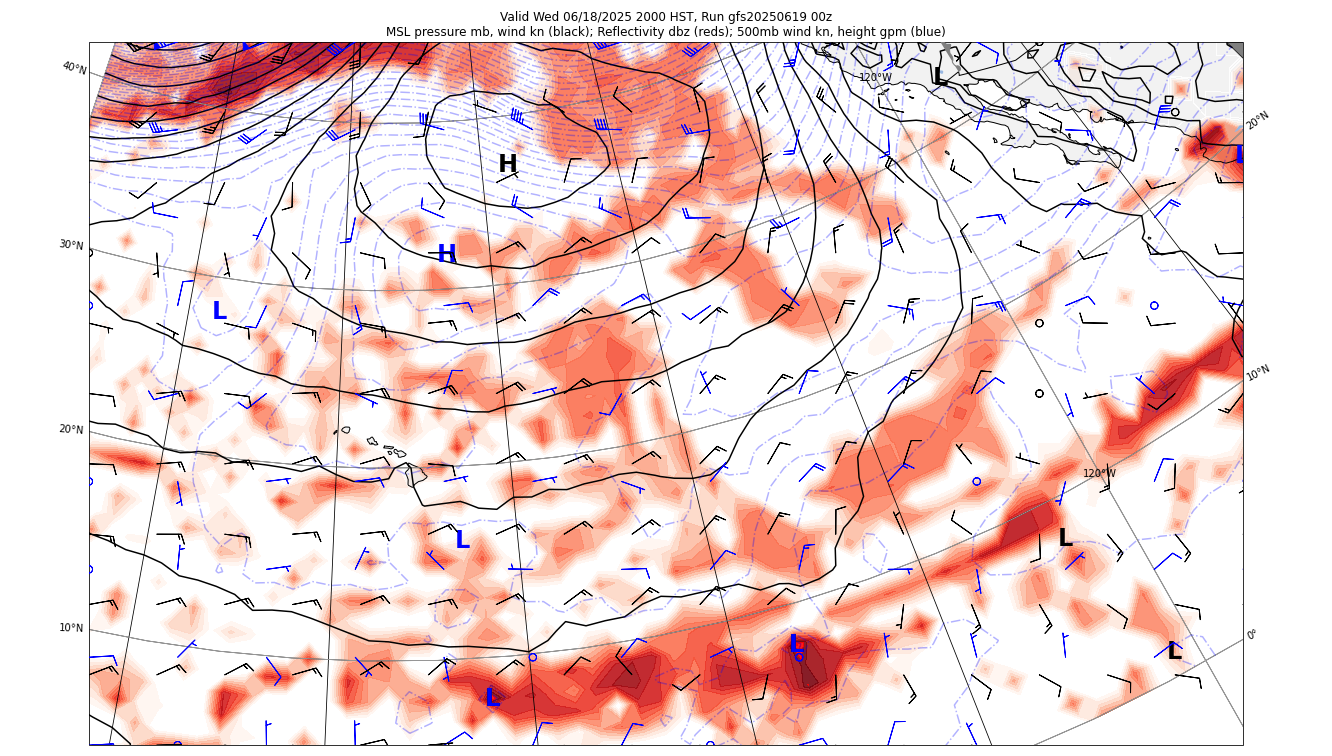 Valid Wed 06/18/2025 2000 HST, Run gfs20250619 00z
MSL pressure mb, wind kn (black); Reflectivity dbz (reds); 500mb wind kn, height gpm (blue)
40°N
120°W
L
20°N
L
H
30°N
H
L
10°N
20°N
120°W
L
L
10°N
0°
L
L
L